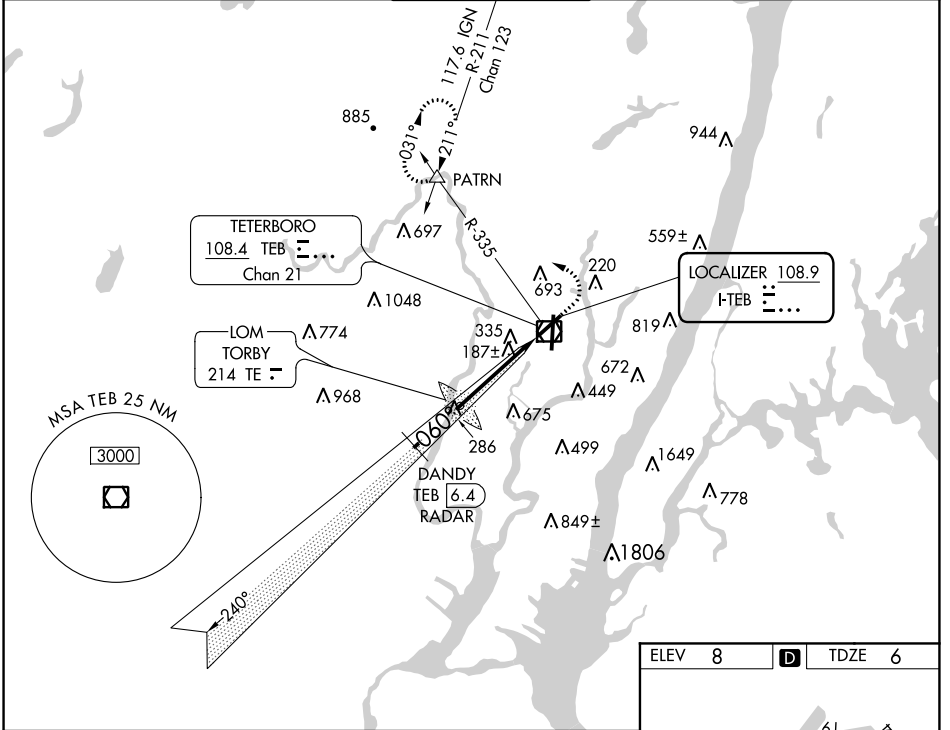 117.6 IGN
R-211
Chan 123
885
031°
211°
944
PATRN
R-335
697
559±
TETERBORO
108.4 TEB
Chan 21
693
220
LOCALIZER 108.9
I-TEB
1048
819
LOM
TORBY
214 TE
774
335
187±
672
968
449
675
MSA TEB 25 NM
3000
060°
286
499
1649
DANDY
TEB 6.4
RADAR
778
849±
1806
240°
ELEV 8 D TDZE 6
61